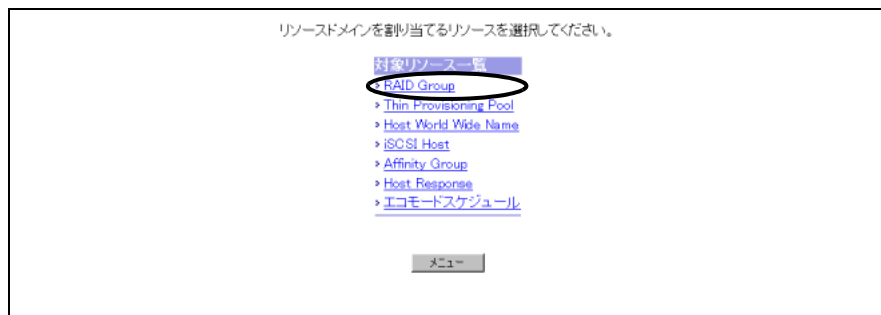 リソースドメインを割り当てるリソースを選択してください。
対象リソース一覧
RAID Group
Thin Provisioning Pool
Host World Wide Name
iSCSI Host
Affinity Group
Host Response
エコモードスケジュール
メニュー